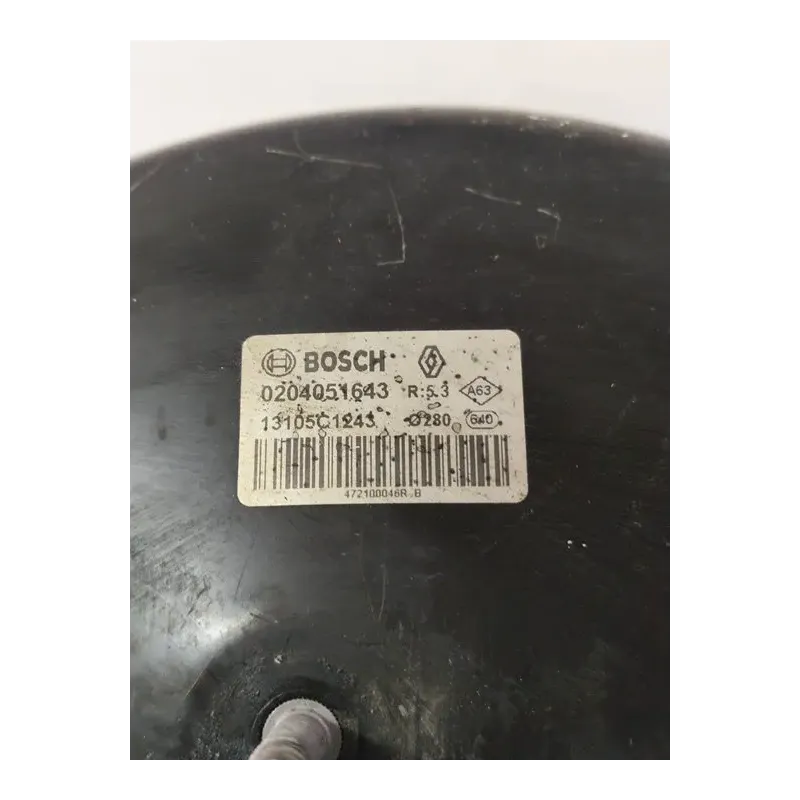 BOSCH
0204051643 R:5.3 A63
13105C1243 Ø280 640
472100046R B